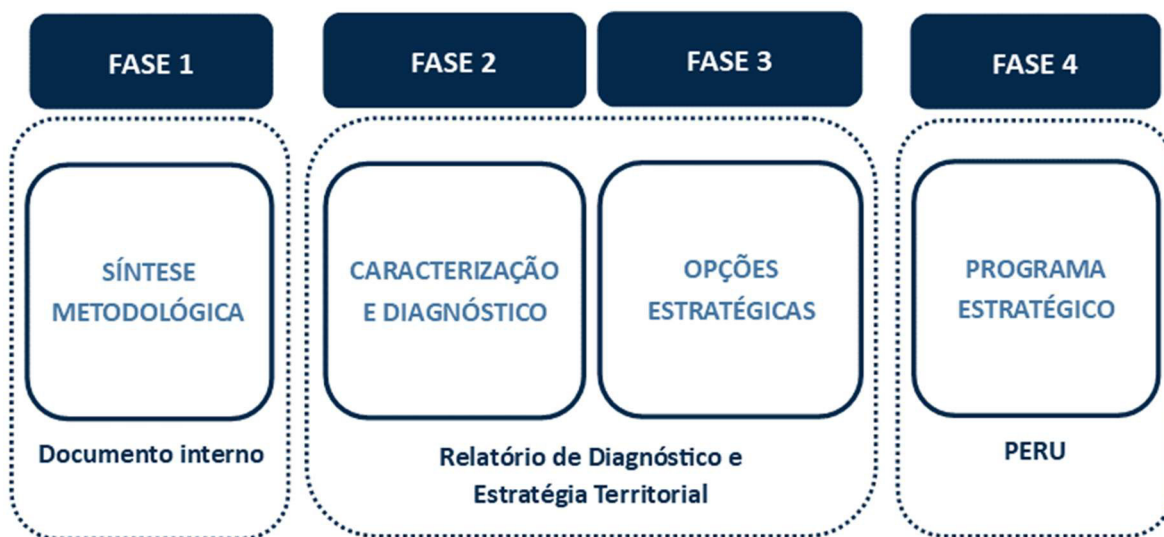 FASE 1
FASE 2
FASE 3
FASE 4
SÍNTESE
METODOLÓGICA
CARACTERIZAÇÃO
E DIAGNÓSTICO
OPÇÕES
ESTRATÉGICAS
PROGRAMA
ESTRATÉGICO
Documento interno
Relatório de Diagnóstico e
Estratégia Territorial
PERU